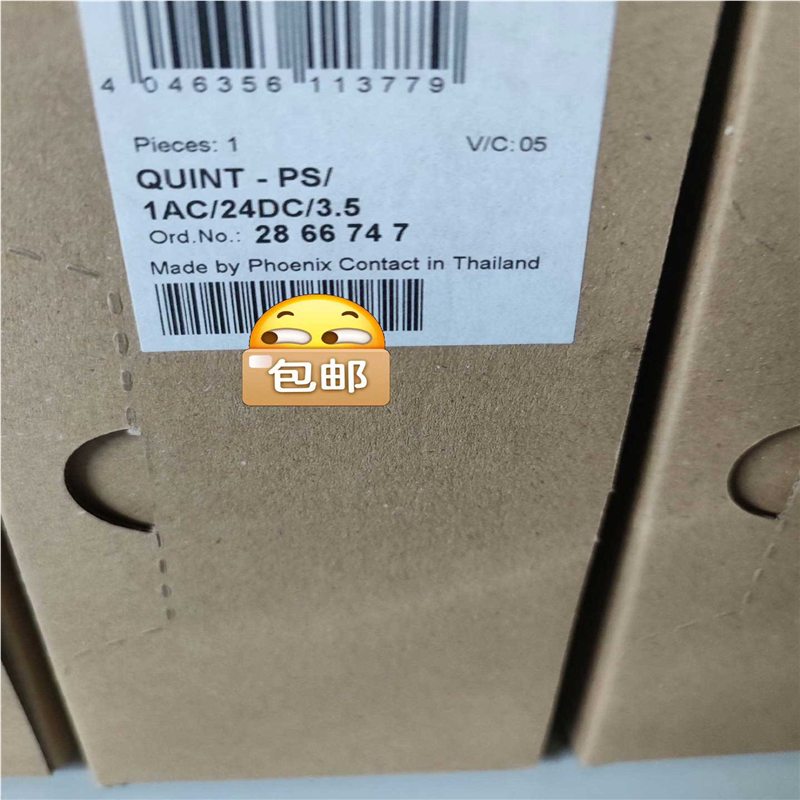 4 046356 113779
Pieces: 1 V/C: 05
QUINT - PS/
1AC/24DC/3.5
Ord.No.: 28 66 74 7
Made by Phoenix Contact in Thailand
包邮